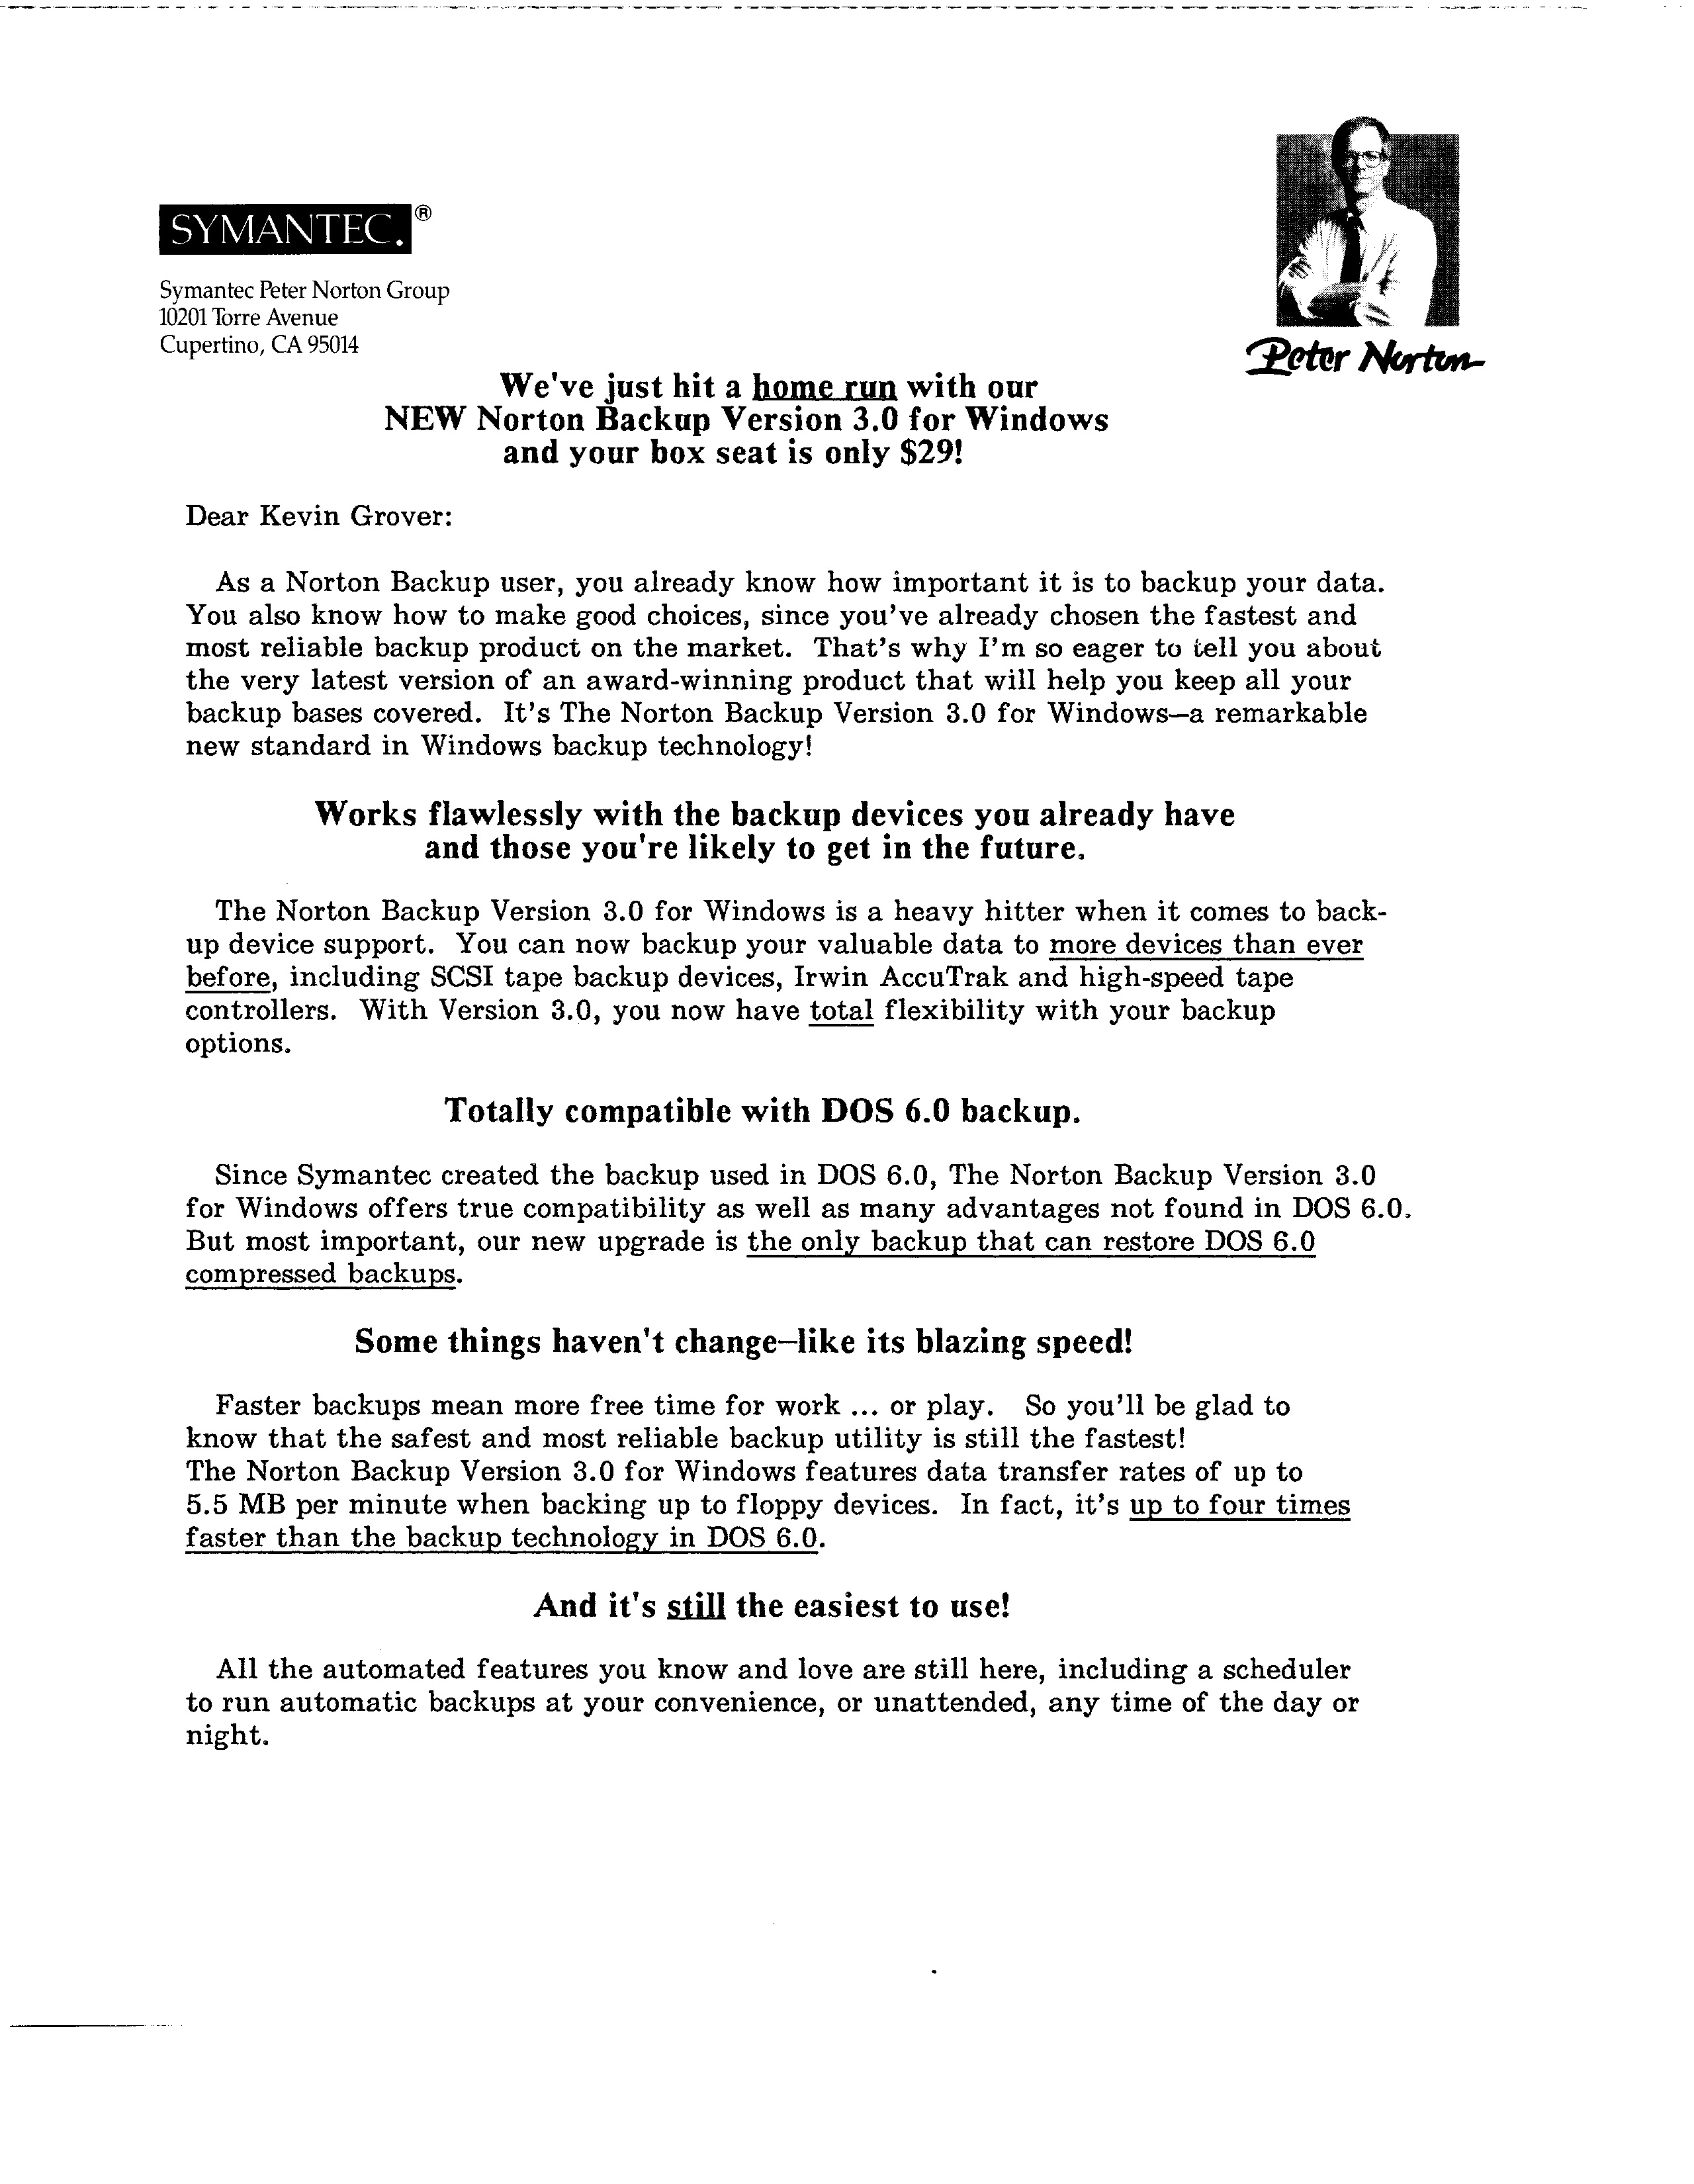 SYMANTEC.®
Symantec Peter Norton Group
10201 Torre Avenue
Cupertino, CA 95014
Peter Norton
We've just hit a home run with our
NEW Norton Backup Version 3.0 for Windows
and your box seat is only $29!
Dear Kevin Grover:
As a Norton Backup user, you already know how important it is to backup your data.
You also know how to make good choices, since you've already chosen the fastest and
most reliable backup product on the market. That's why I'm so eager to tell you about
the very latest version of an award-winning product that will help you keep all your
backup bases covered. It's The Norton Backup Version 3.0 for Windows—a remarkable
new standard in Windows backup technology!
Works flawlessly with the backup devices you already have
and those you're likely to get in the future.
The Norton Backup Version 3.0 for Windows is a heavy hitter when it comes to back-
up device support. You can now backup your valuable data to more devices than ever
before, including SCSI tape backup devices, Irwin AccuTrak and high-speed tape
controllers. With Version 3.0, you now have total flexibility with your backup
options.
Totally compatible with DOS 6.0 backup.
Since Symantec created the backup used in DOS 6.0, The Norton Backup Version 3.0
for Windows offers true compatibility as well as many advantages not found in DOS 6.0.
But most important, our new upgrade is the only backup that can restore DOS 6.0
compressed backups.
Some things haven't change—like its blazing speed!
Faster backups mean more free time for work ... or play. So you'll be glad to
know that the safest and most reliable backup utility is still the fastest!
The Norton Backup Version 3.0 for Windows features data transfer rates of up to
5.5 MB per minute when backing up to floppy devices. In fact, it's up to four times
faster than the backup technology in DOS 6.0.
And it's still the easiest to use!
All the automated features you know and love are still here, including a scheduler
to run automatic backups at your convenience, or unattended, any time of the day or
night.